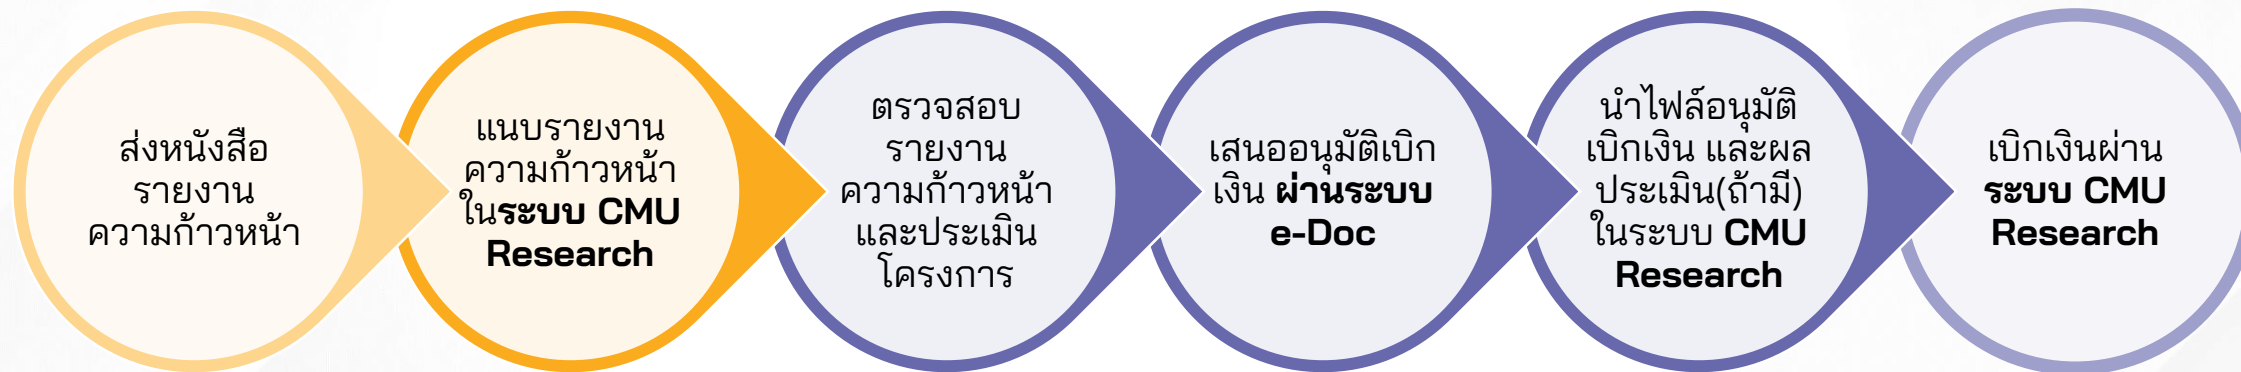 ส่งหนังสือ
รายงาน
ความก้าวหน้า
แนบรายงาน
ความก้าวหน้า
ในระบบ CMU
Research
ตรวจสอบ
รายงาน
ความก้าวหน้า
และประเมิน
โครงการ
เสนออนุมัติเบิก
เงิน ผ่านระบบ
e-Doc
นำไฟล์อนุมัติ
เบิกเงิน และผล
ประเมิน(ถ้ามี)
ในระบบ CMU
Research
เบิกเงินผ่าน
ระบบ CMU
Research